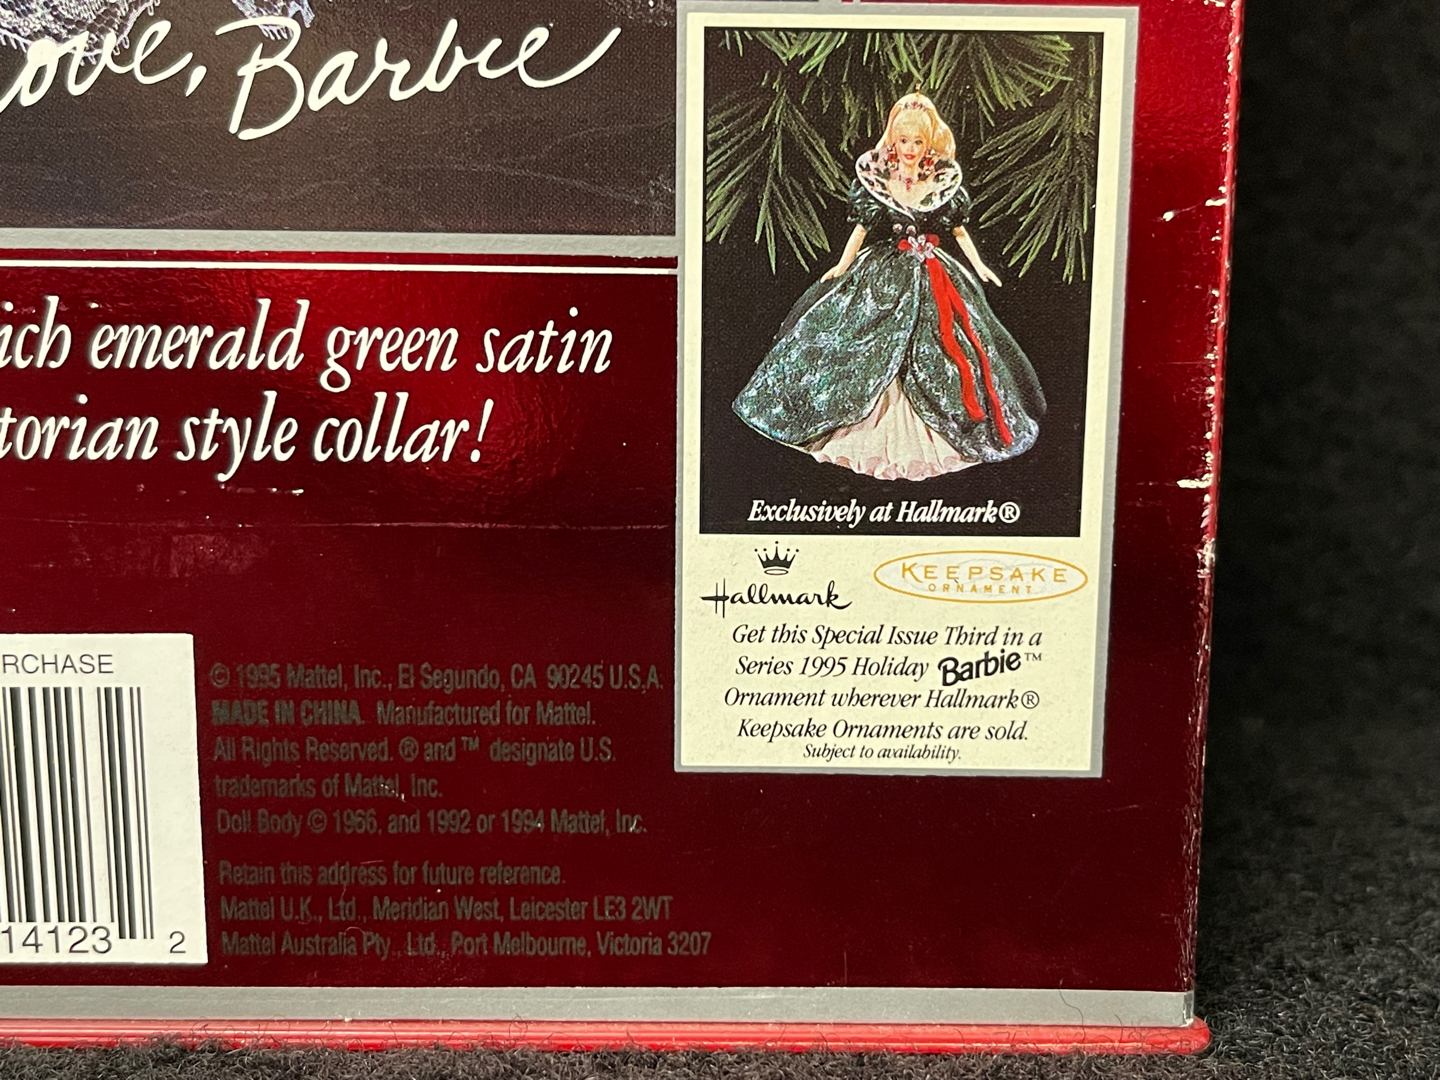 Love, Barbie
ich emerald green satin
torian style collar!
Exclusively at Hallmark®
Hallmark
KEEPSAKE
ORNAMENT
Get this Special Issue Third in a
Series 1995 Holiday Barbie™
Ornament wherever Hallmark®
Keepsake Ornaments are sold.
Subject to availability.
RCHASE
14123 2
© 1995 Mattel, Inc., El Segundo, CA 90245 U.S.A.
MADE IN CHINA. Manufactured for Mattel.
All Rights Reserved. ® and ™ designate U.S.
trademarks of Mattel, Inc.
Doll Body © 1966, and 1992 or 1994 Mattel, Inc.
Retain this address for future reference.
Mattel U.K., Ltd., Meridian West, Leicester LE3 2WT
Mattel Australia Pty., Ltd., Port Melbourne, Victoria 3207